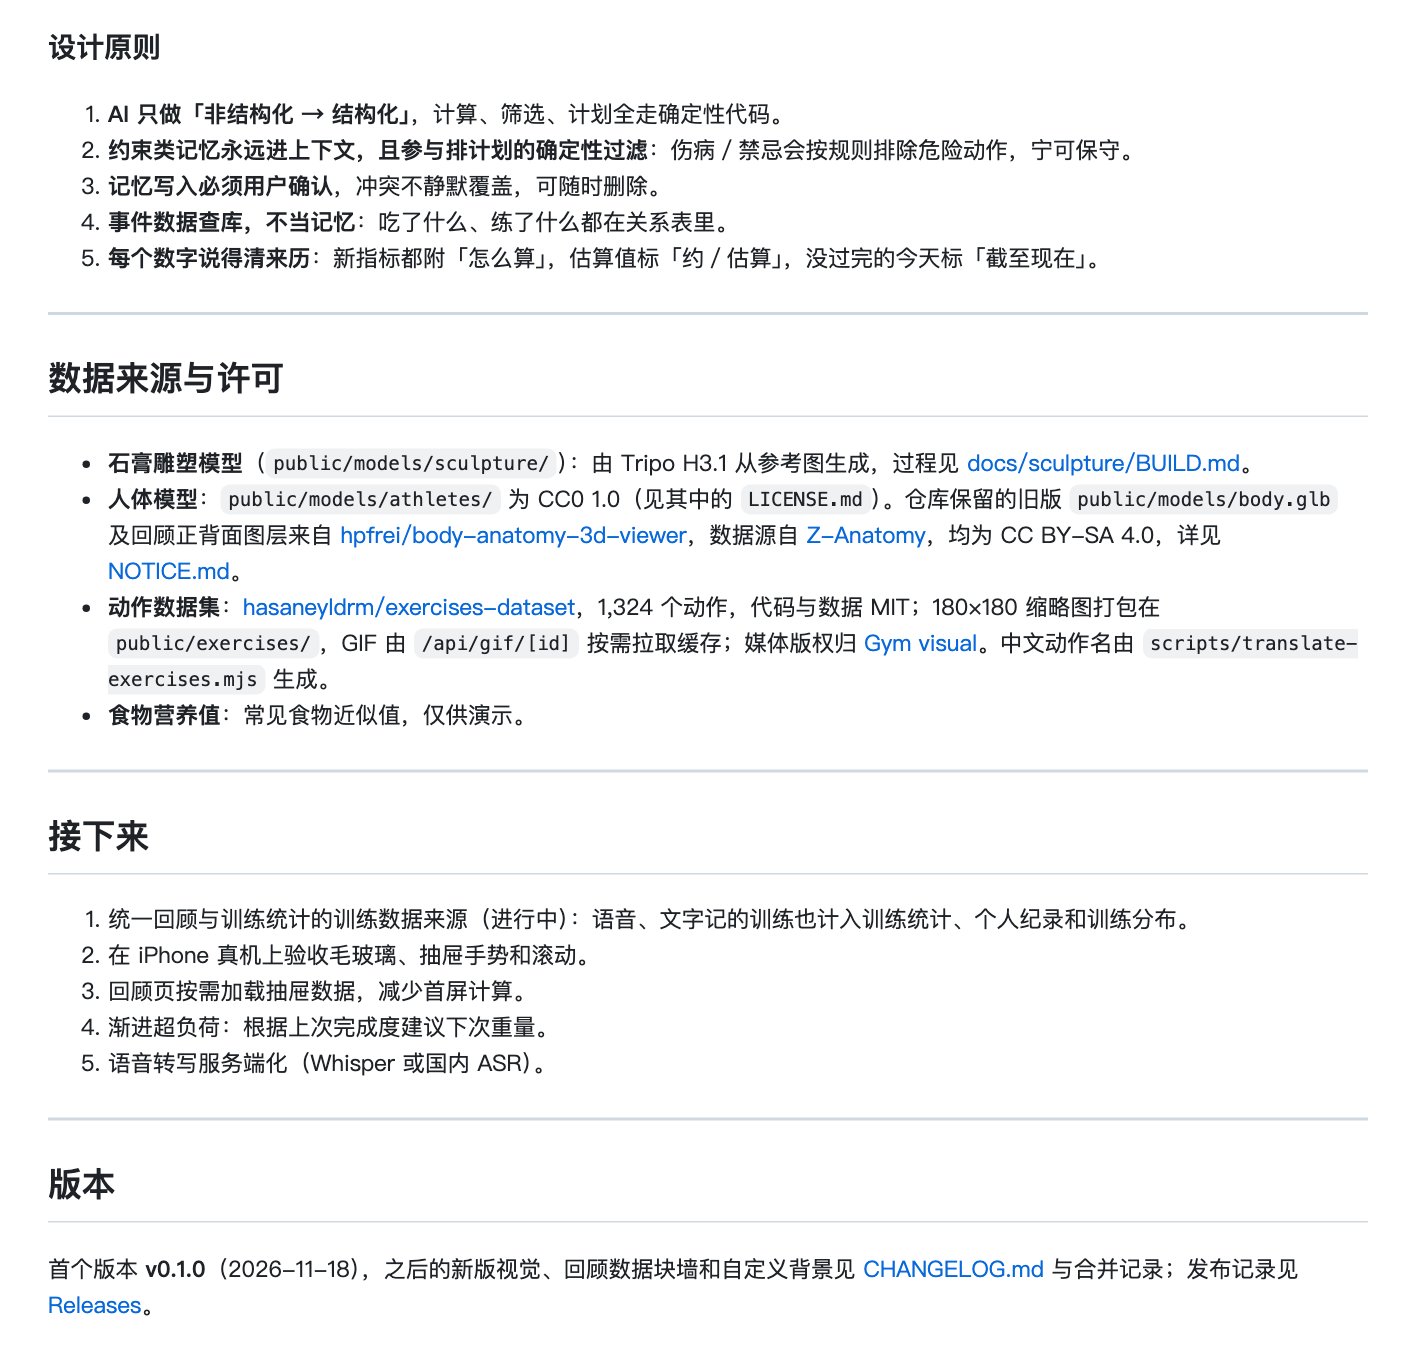 设计原则
1. AI 只做「非结构化 → 结构化」，计算、筛选、计划全走确定性代码。
2. 约束类记忆永远进上下文，且参与排计划的确定性过滤：伤病 / 禁忌会按规则排除危险动作，宁可保守。
3. 记忆写入必须用户确认，冲突不静默覆盖，可随时删除。
4. 事件数据查库，不当记忆：吃了什么、练了什么都在关系表里。
5. 每个数字说得清来历：新指标都附「怎么算」，估算值标「约 / 估算」，没过完的今天标「截至现在」。
数据来源与许可
• 石膏雕塑模型（public/models/sculpture/）：由 Tripo H3.1 从参考图生成，过程见 docs/sculpture/BUILD.md。
• 人体模型：public/models/athletes/ 为 CC0 1.0（见其中的 LICENSE.md）。仓库保留的旧版 public/models/body.glb
及回顾正背面图层来自 hpfrei/body-anatomy-3d-viewer，数据源自 Z-Anatomy，均为 CC BY-SA 4.0，详见
NOTICE.md。
• 动作数据集：hasaneyldrm/exercises-dataset，1,324 个动作，代码与数据 MIT；180×180 缩略图打包在
public/exercises/，GIF 由 /api/gif/[id] 按需拉取缓存；媒体版权归 Gym visual。中文动作名由 scripts/translate-
exercises.mjs 生成。
• 食物营养值：常见食物近似值，仅供演示。
接下来
1. 统一回顾与训练统计的训练数据来源（进行中）：语音、文字记的训练也计入训练统计、个人纪录和训练分布。
2. 在 iPhone 真机上验收毛玻璃、抽屉手势和滚动。
3. 回顾页按需加载抽屉数据，减少首屏计算。
4. 渐进超负荷：根据上次完成度建议下次重量。
5. 语音转写服务端化（Whisper 或国内 ASR）。
版本
首个版本 v0.1.0（2026-11-18），之后的新版视觉、回顾数据块墙和自定义背景见 CHANGELOG.md 与合并记录；发布记录见
Releases。